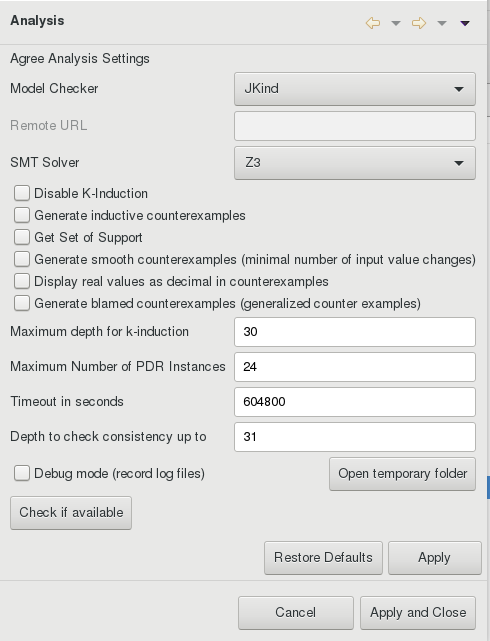 Analysis
Agree Analysis Settings
Model Checker JKind
Remote URL
SMT Solver Z3
Disable K-Induction
Generate inductive counterexamples
Get Set of Support
Generate smooth counterexamples (minimal number of input value changes)
Display real values as decimal in counterexamples
Generate blamed counterexamples (generalized counter examples)
Maximum depth for k-induction 30
Maximum Number of PDR Instances 24
Timeout in seconds 604800
Depth to check consistency up to 31
Debug mode (record log files) Open temporary folder
Check if available
Restore Defaults Apply
Cancel Apply and Close